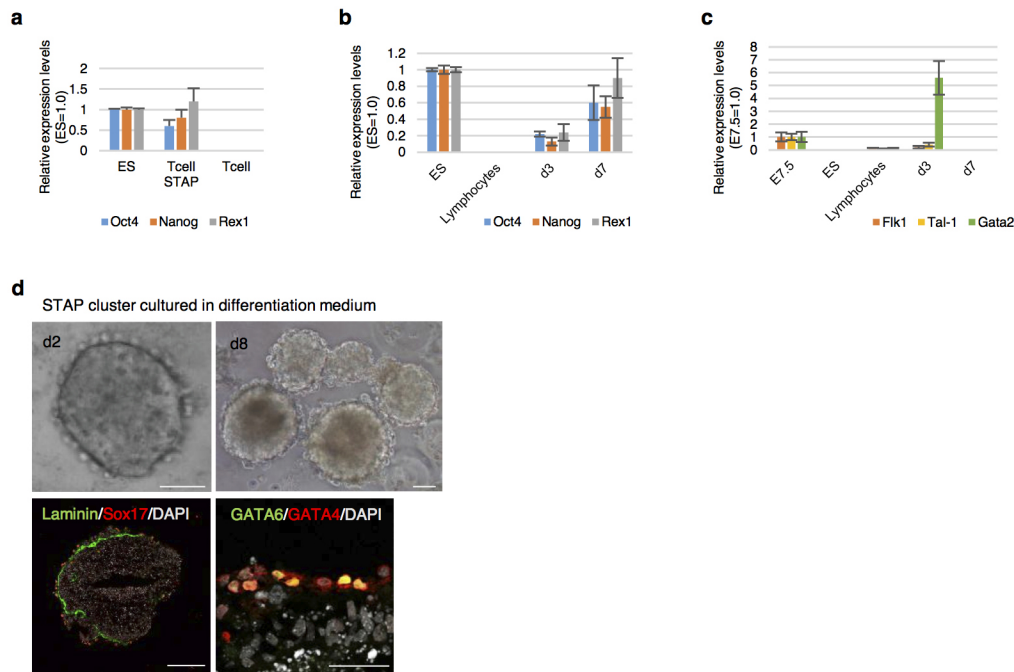 a
Relative expression levels
(ES=1.0)
2
1.5
1
0.5
0
ES
Tcell
STAP
Tcell
Oct4 Nanog Rex1
b
Relative expression levels
(ES=1.0)
1.2
1
0.8
0.6
0.4
0.2
0
ES
Lymphocytes
d3
d7
Oct4 Nanog Rex1
c
Relative expression levels
(E7.5=1.0)
8
7
6
5
4
3
2
1
0
E7.5
ES
Lymphocytes
d3
d7
Flk1 Tal-1 Gata2
d
STAP cluster cultured in differentiation medium
d2
d8
Laminin/Sox17/DAPI
GATA6/GATA4/DAPI